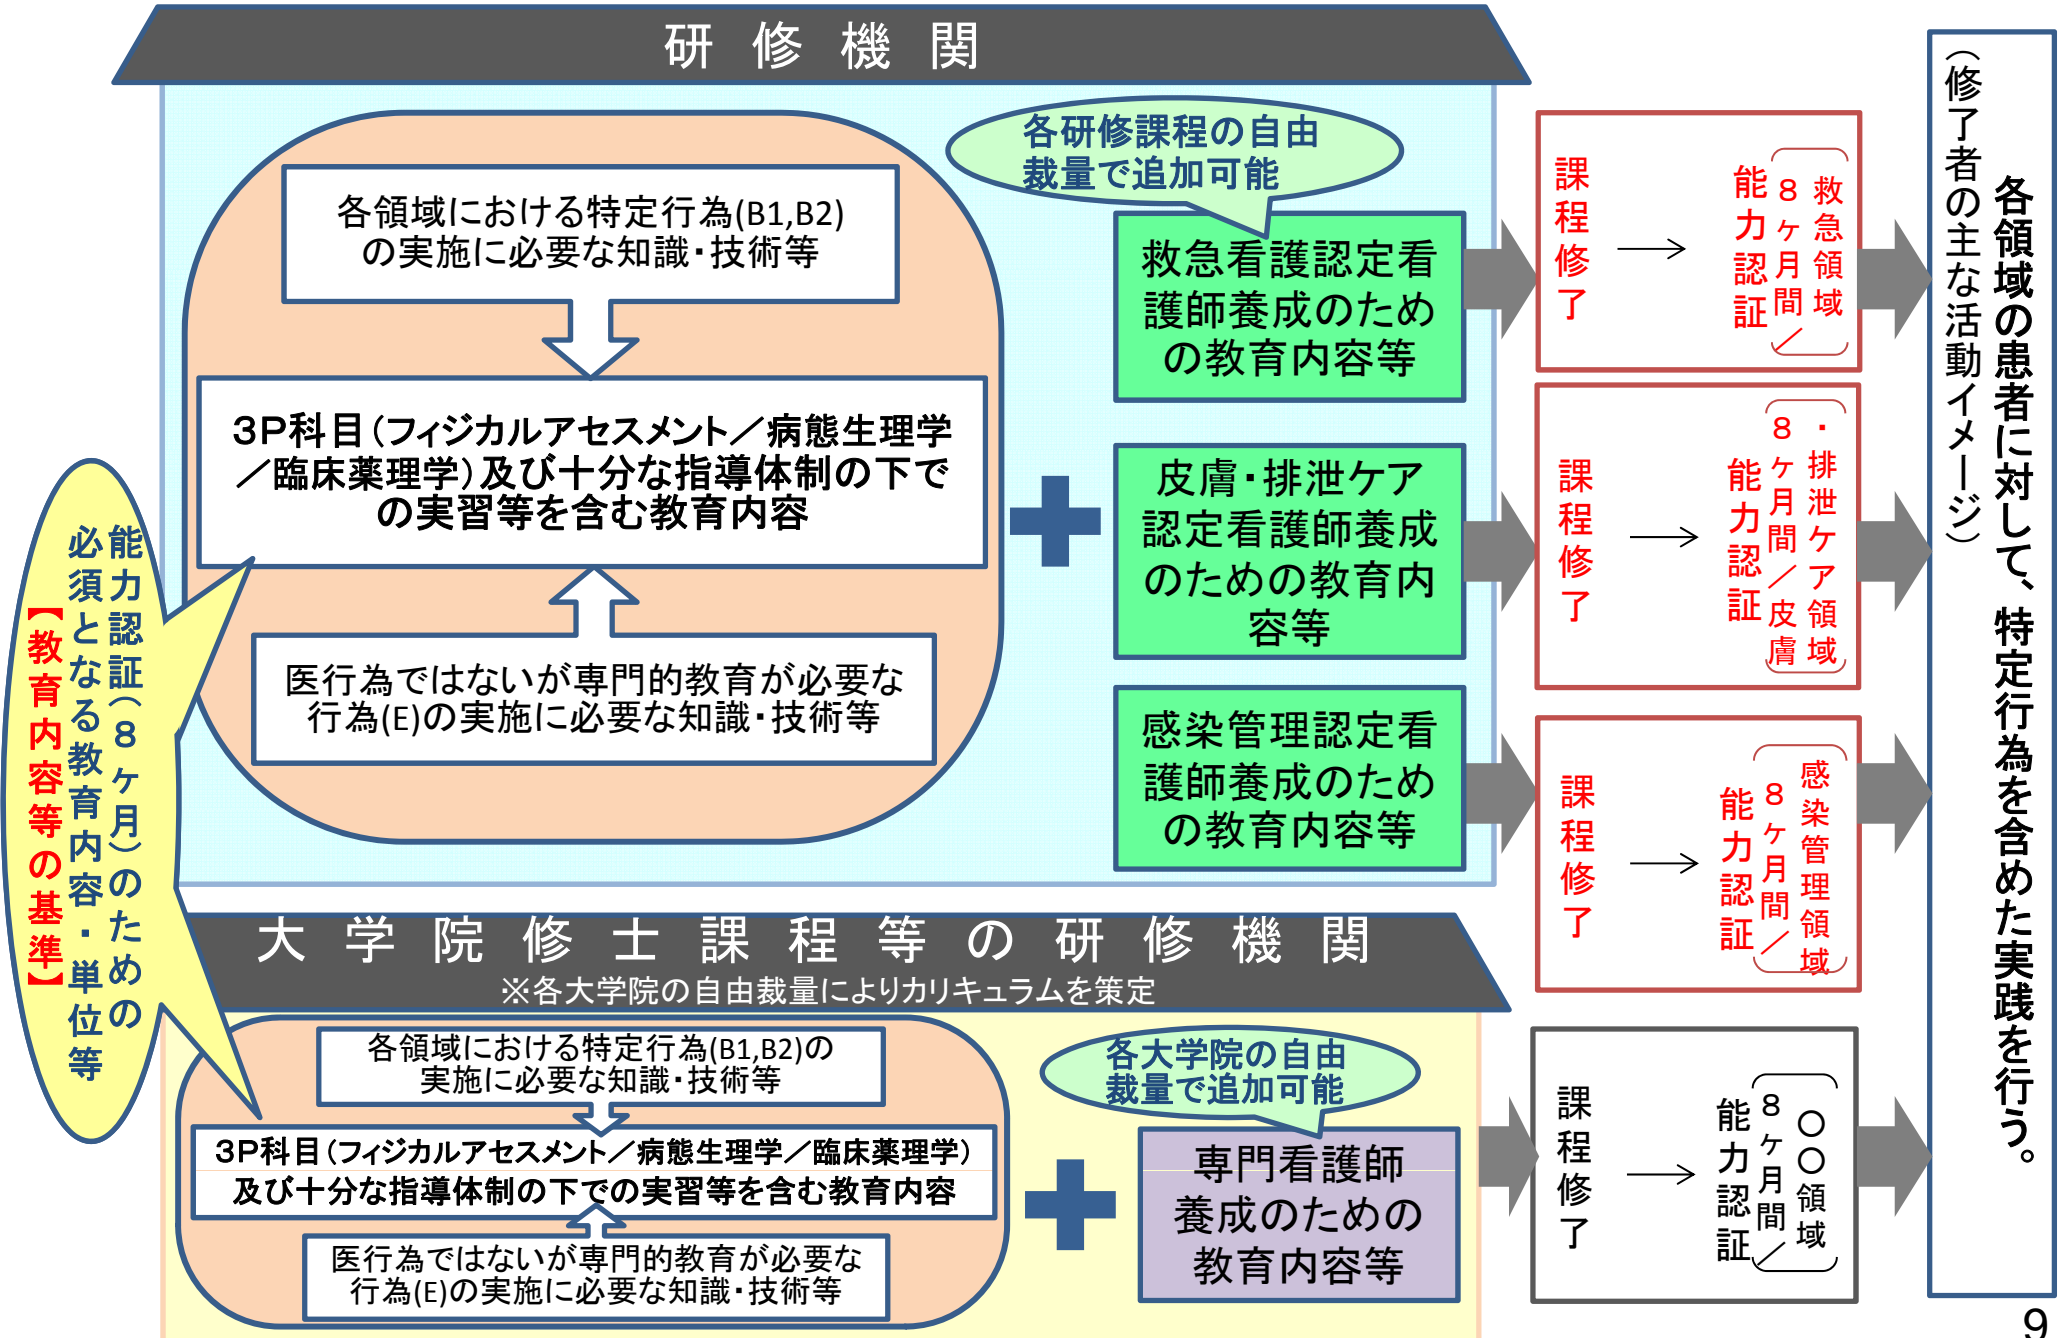 研修機関
各研修課程の自由
裁量で追加可能
各領域における特定行為(B1,B2)
の実施に必要な知識・技術等
3P科目(フィジカルアセスメント／病態生理学
／臨床薬理学)及び十分な指導体制の下で
の実習等を含む教育内容
医行為ではないが専門的教育が必要な
行為(E)の実施に必要な知識・技術等
救急看護認定看
護師養成のため
の教育内容等
皮膚・排泄ケア
認定看護師養成
のための教育内
容等
感染管理認定看
護師養成のため
の教育内容等
課程修了
→
能力認証
８ヶ月間／
救急領域
課程修了
→
能力認証
８ヶ月間／皮膚
・排泄ケア領域
課程修了
→
能力認証
８ヶ月間／
感染管理領域
能力認証(８ヶ月)のための
必須となる教育内容・単位等
【教育内容等の基準】
大学院修士課程等の研修機関
※各大学院の自由裁量によりカリキュラムを策定
各大学院の自由
裁量で追加可能
各領域における特定行為(B1,B2)の
実施に必要な知識・技術等
3P科目(フィジカルアセスメント／病態生理学／臨床薬理学)
及び十分な指導体制の下での実習等を含む教育内容
医行為ではないが専門的教育が必要な
行為(E)の実施に必要な知識・技術等
専門看護師
養成のための
教育内容等
課程修了
→
能力認証
８ヶ月間／
〇〇領域
各領域の患者に対して、特定行為を含めた実践を行う。
(修了者の主な活動イメージ)
9